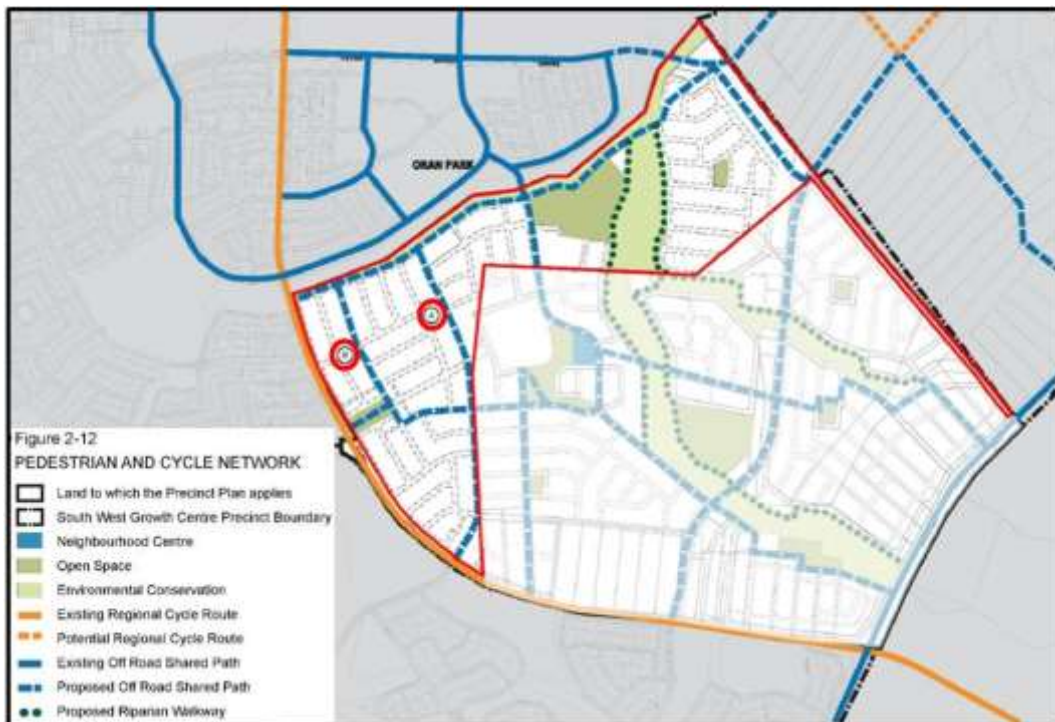 ORAN PARK
A
Figure 2-12
PEDESTRIAN AND CYCLE NETWORK
Land to which the Precinct Plan applies
South West Growth Centre Precinct Boundary
Neighbourhood Centre
Open Space
Environmental Conservation
Existing Regional Cycle Route
Potential Regional Cycle Route
Existing Off Road Shared Path
Proposed Off Road Shared Path
Proposed Riparian Walkway